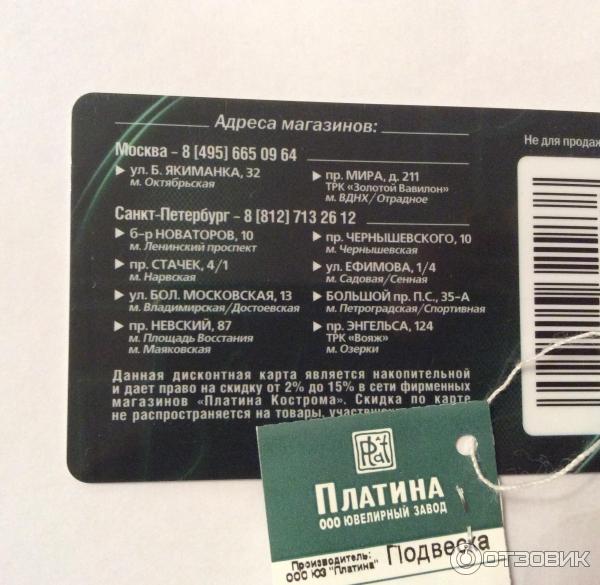 Адреса магазинов:
Не для продаж
Москва – 8 [495] 665 09 64
ул. Б. ЯКИМАНКА, 32
м. Октябрьская
пр. МИРА, д. 211
ТРК «Золотой Вавилон»
м. ВДНХ/Отрадное
Санкт-Петербург – 8 [812] 713 26 12
б-р НОВАТОРОВ, 10
м. Ленинский проспект
пр. СТАЧЕК, 4/1
м. Нарвская
ул. БОЛ. МОСКОВСКАЯ, 13
м. Владимирская/Достоевская
пр. НЕВСКИЙ, 87
м. Площадь Восстания
м. Маяковская
пр. ЧЕРНЫШЕВСКОГО, 10
м. Чернышевская
ул. ЕФИМОВА, 1/4
м. Садовая/Сенная
БОЛЬШОЙ пр. П.С., 35-А
м. Петроградская/Спортивная
пр. ЭНГЕЛЬСА, 124
ТРК «Вояж»
м. Озерки
Данная дисконтная карта является накопительной
и дает право на скидку от 2% до 15% в сети фирменных
магазинов «Платина Кострома». Скидка по карте
не распространяется на товары,
Plat
ПЛАТИНА
ООО ЮВЕЛИРНЫЙ ЗАВОД
Производитель:
ООО ЮЗ "Платина"
Подвеска
ОТЗОВИК